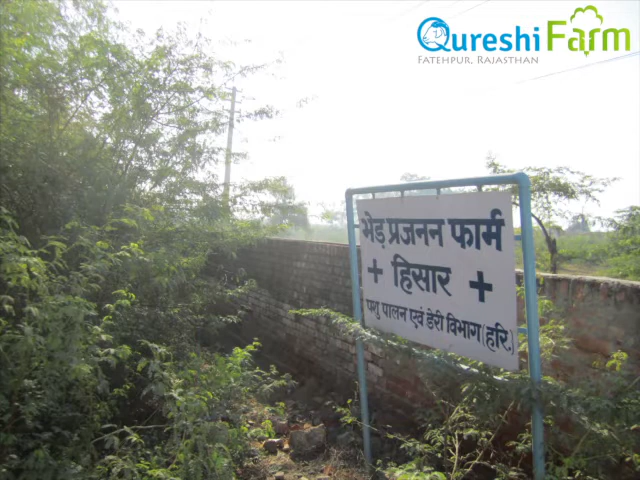 Qureshi Farm
FATEHPUR, RAJASTHAN
भेड़ प्रजनन फार्म
+ हिसार +
पशु पालन एवं डेरी विभाग (हरि.)